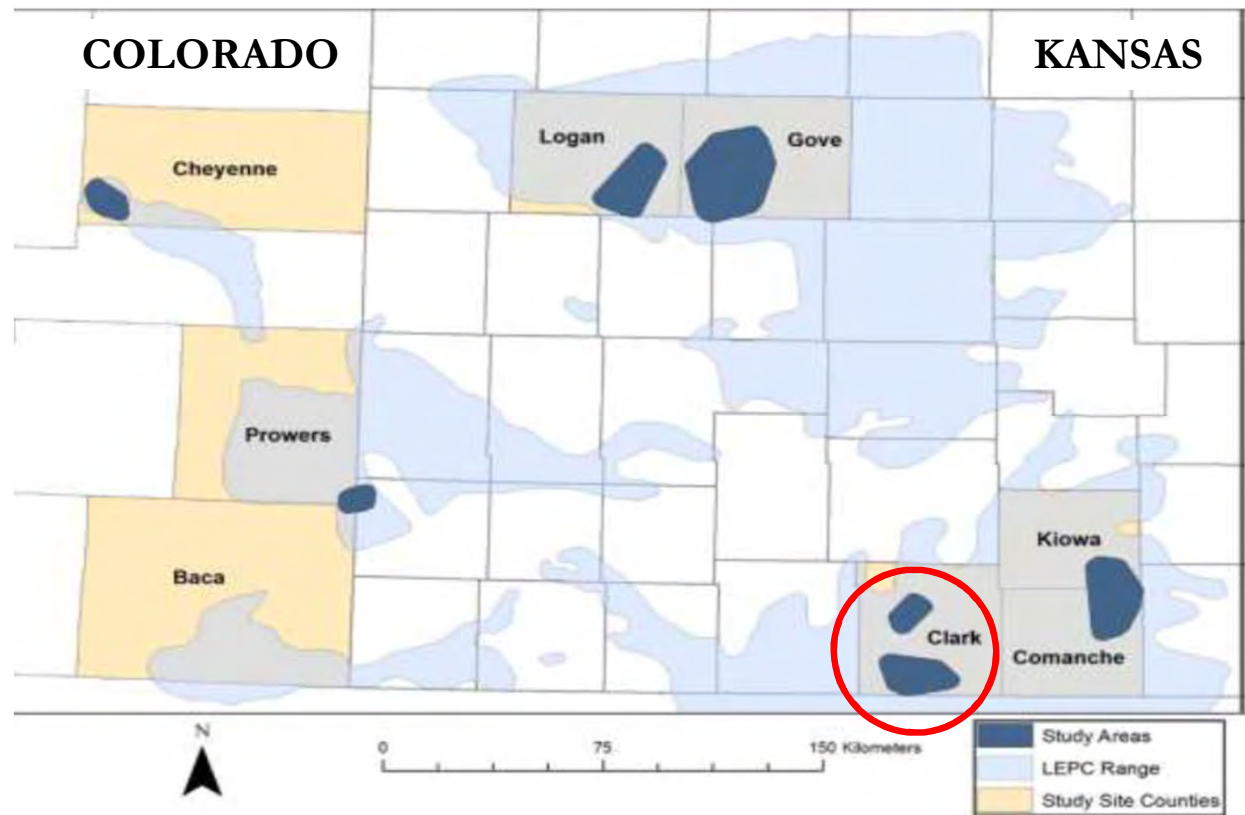 COLORADO
KANSAS
Logan
Gove
Cheyenne
Prowers
Kiowa
Baca
Clark
Comanche
N
0 75 150 Kilometers
Study Areas
LEPC Range
Study Site Counties